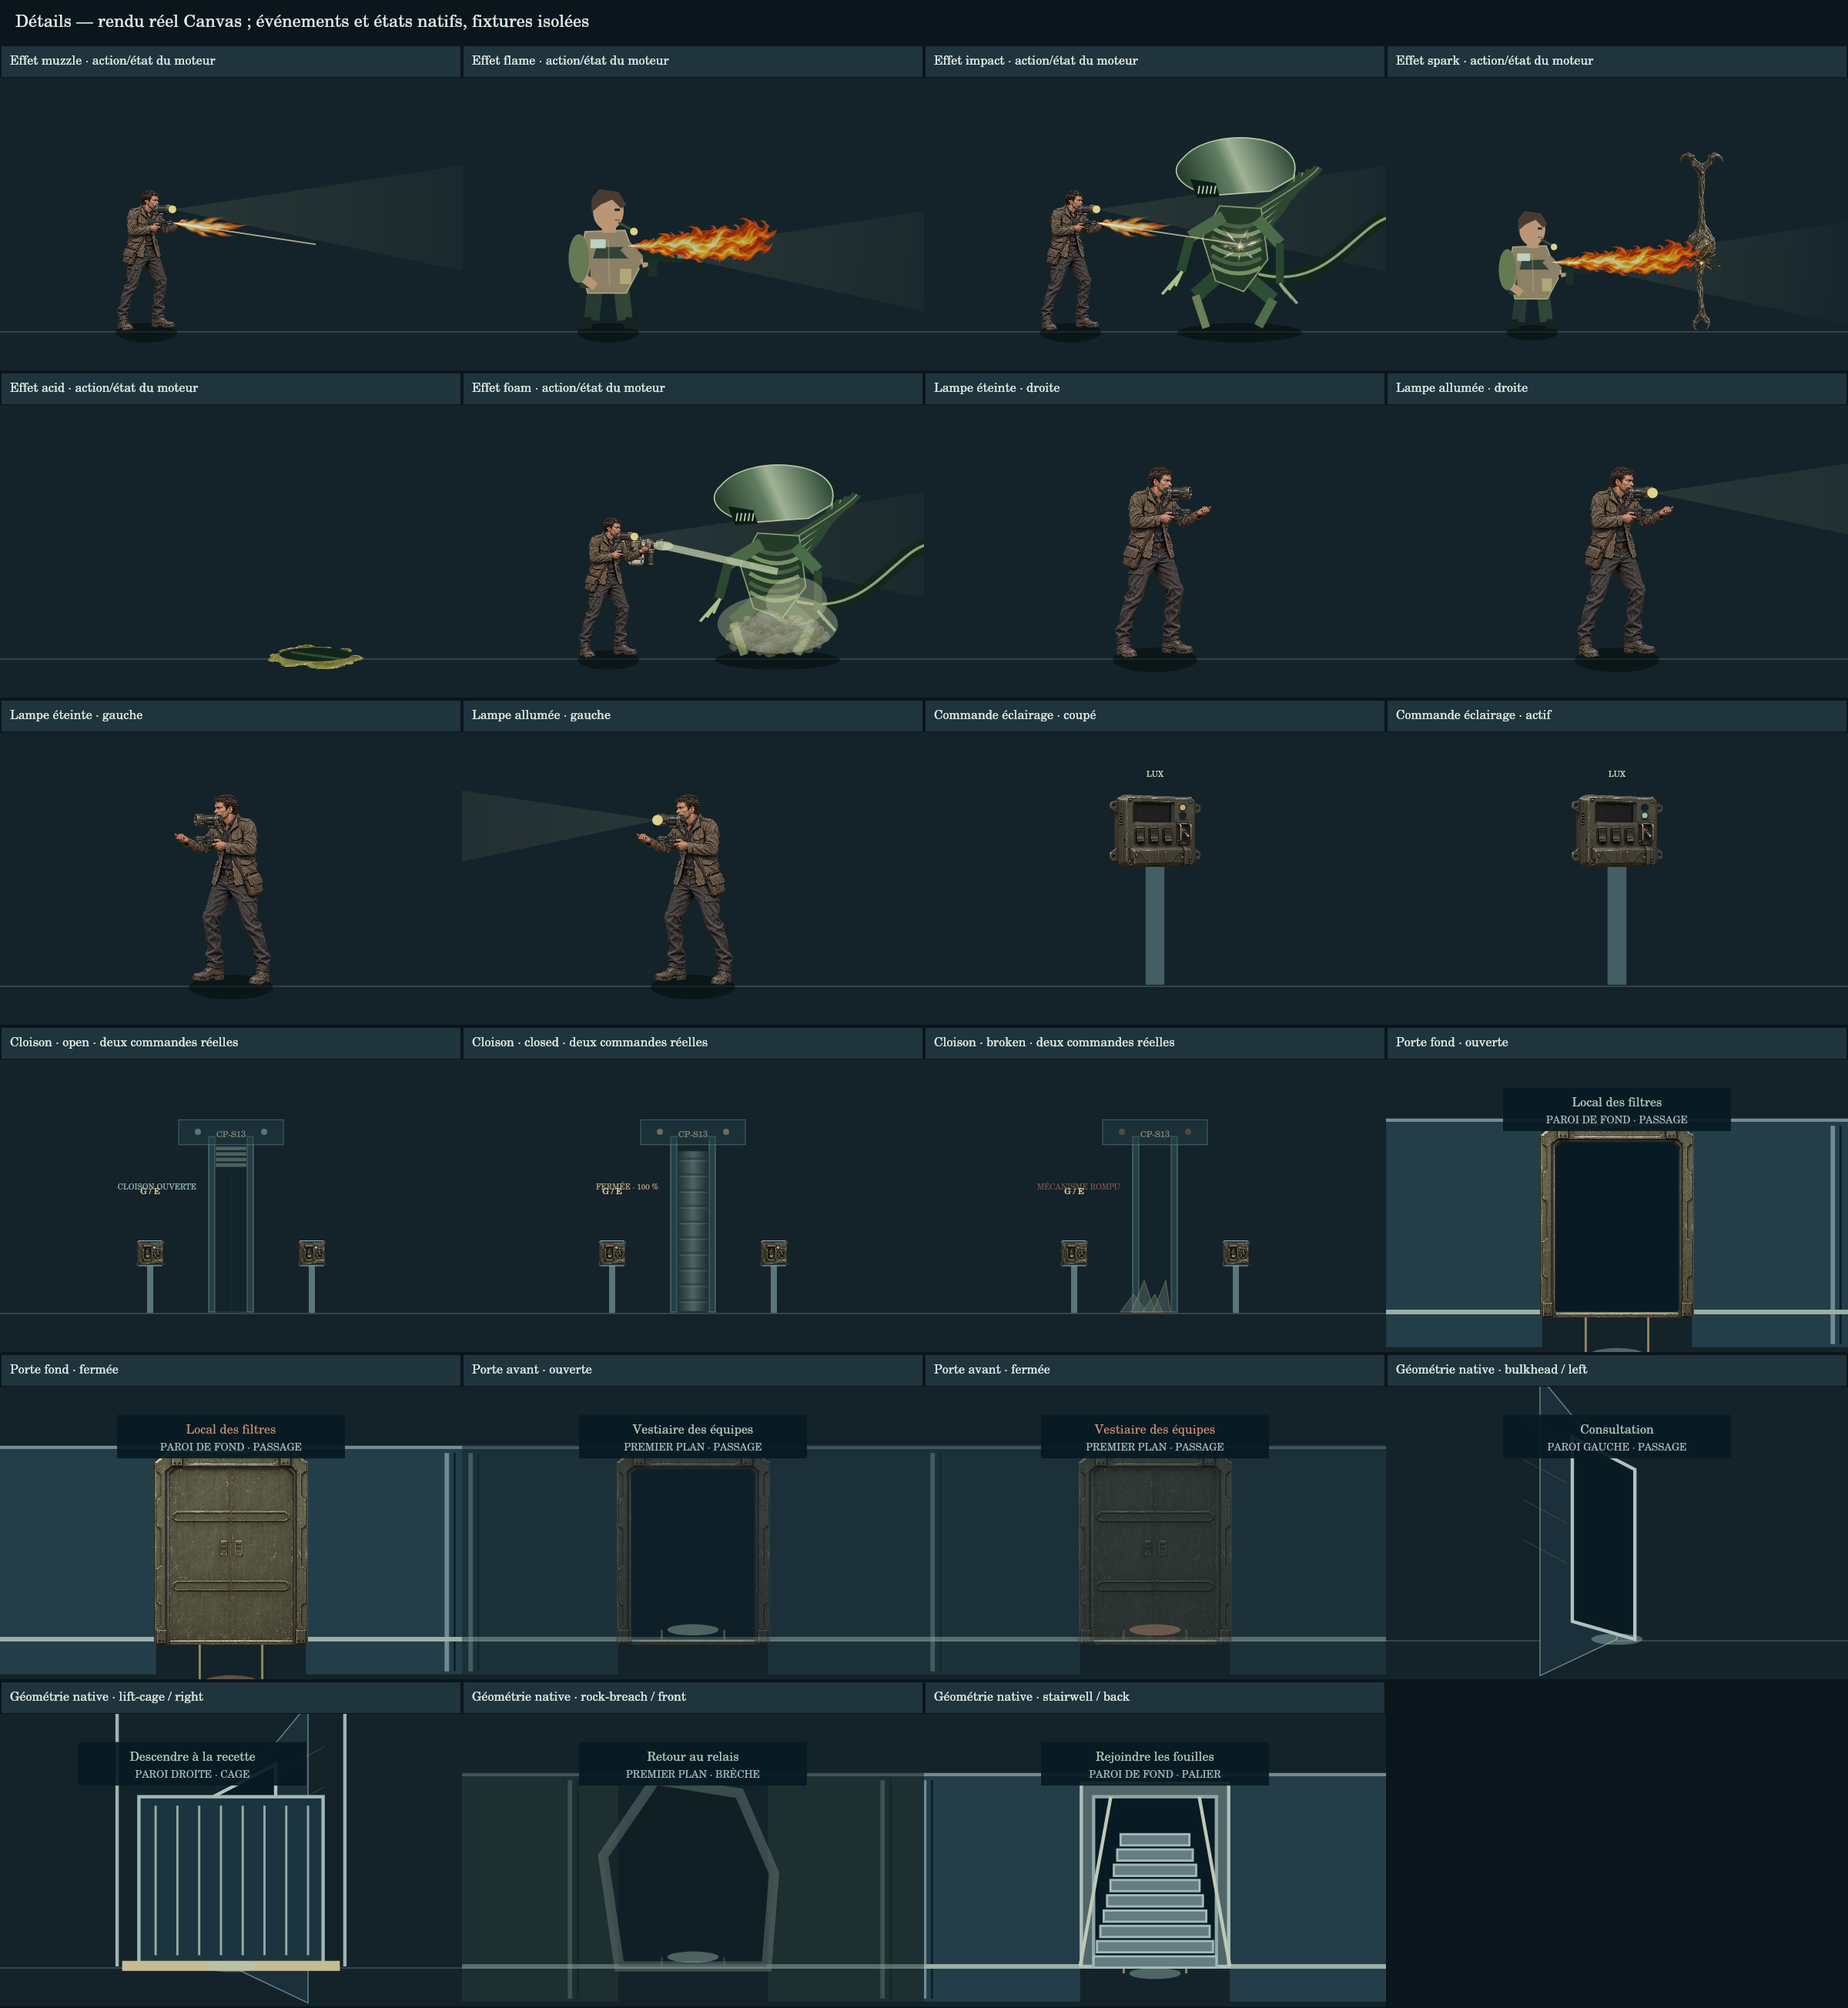 Détails — rendu réel Canvas ; événements et états natifs, fixtures isolées
Effet muzzle · action/état du moteur
Effet flame · action/état du moteur
Effet impact · action/état du moteur
Effet spark · action/état du moteur
Effet acid · action/état du moteur
Effet foam · action/état du moteur
Lampe éteinte · droite
Lampe allumée · droite
Lampe éteinte · gauche
Lampe allumée · gauche
Commande éclairage · coupé
Commande éclairage · actif
LUX
LUX
Cloison · open · deux commandes réelles
Cloison · closed · deux commandes réelles
Cloison · broken · deux commandes réelles
Porte fond · ouverte
CP-S13
CLOISON OUVERTE
G / E
CP-S13
FERMÉE · 100 %
G / E
CP-S13
MÉCANISME ROMPU
G / E
Local des filtres
PAROI DE FOND · PASSAGE
Porte fond · fermée
Porte avant · ouverte
Porte avant · fermée
Géométrie native · bulkhead / left
Local des filtres
PAROI DE FOND · PASSAGE
Vestiaire des équipes
PREMIER PLAN · PASSAGE
Vestiaire des équipes
PREMIER PLAN · PASSAGE
Consultation
PAROI GAUCHE · PASSAGE
Géométrie native · lift-cage / right
Géométrie native · rock-breach / front
Géométrie native · stairwell / back
Descendre à la recette
PAROI DROITE · CAGE
Retour au relais
PREMIER PLAN · BRÈCHE
Rejoindre les fouilles
PAROI DE FOND · PALIER